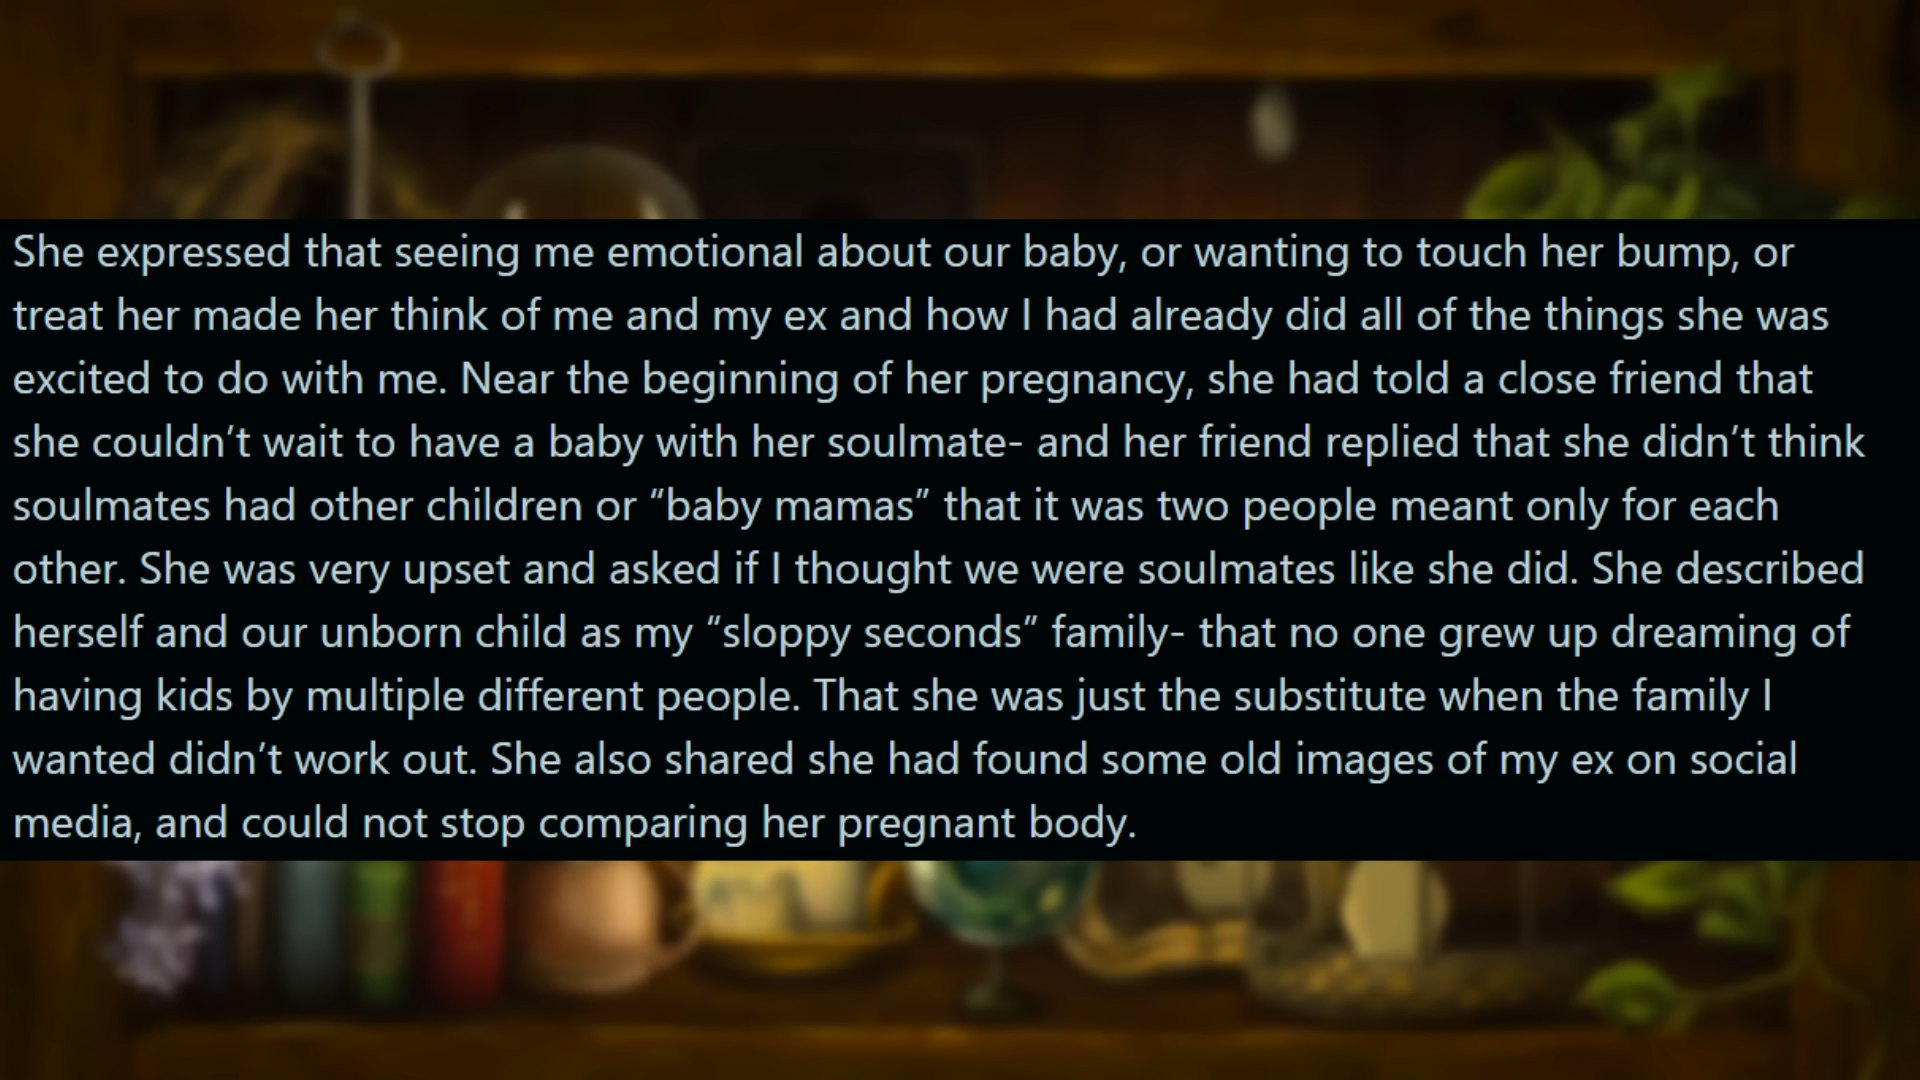 She expressed that seeing me emotional about our baby, or wanting to touch her bump, or
treat her made her think of me and my ex and how I had already did all of the things she was
excited to do with me. Near the beginning of her pregnancy, she had told a close friend that
she couldn’t wait to have a baby with her soulmate- and her friend replied that she didn’t think
soulmates had other children or “baby mamas” that it was two people meant only for each
other. She was very upset and asked if I thought we were soulmates like she did. She described
herself and our unborn child as my “sloppy seconds” family- that no one grew up dreaming of
having kids by multiple different people. That she was just the substitute when the family I
wanted didn’t work out. She also shared she had found some old images of my ex on social
media, and could not stop comparing her pregnant body.